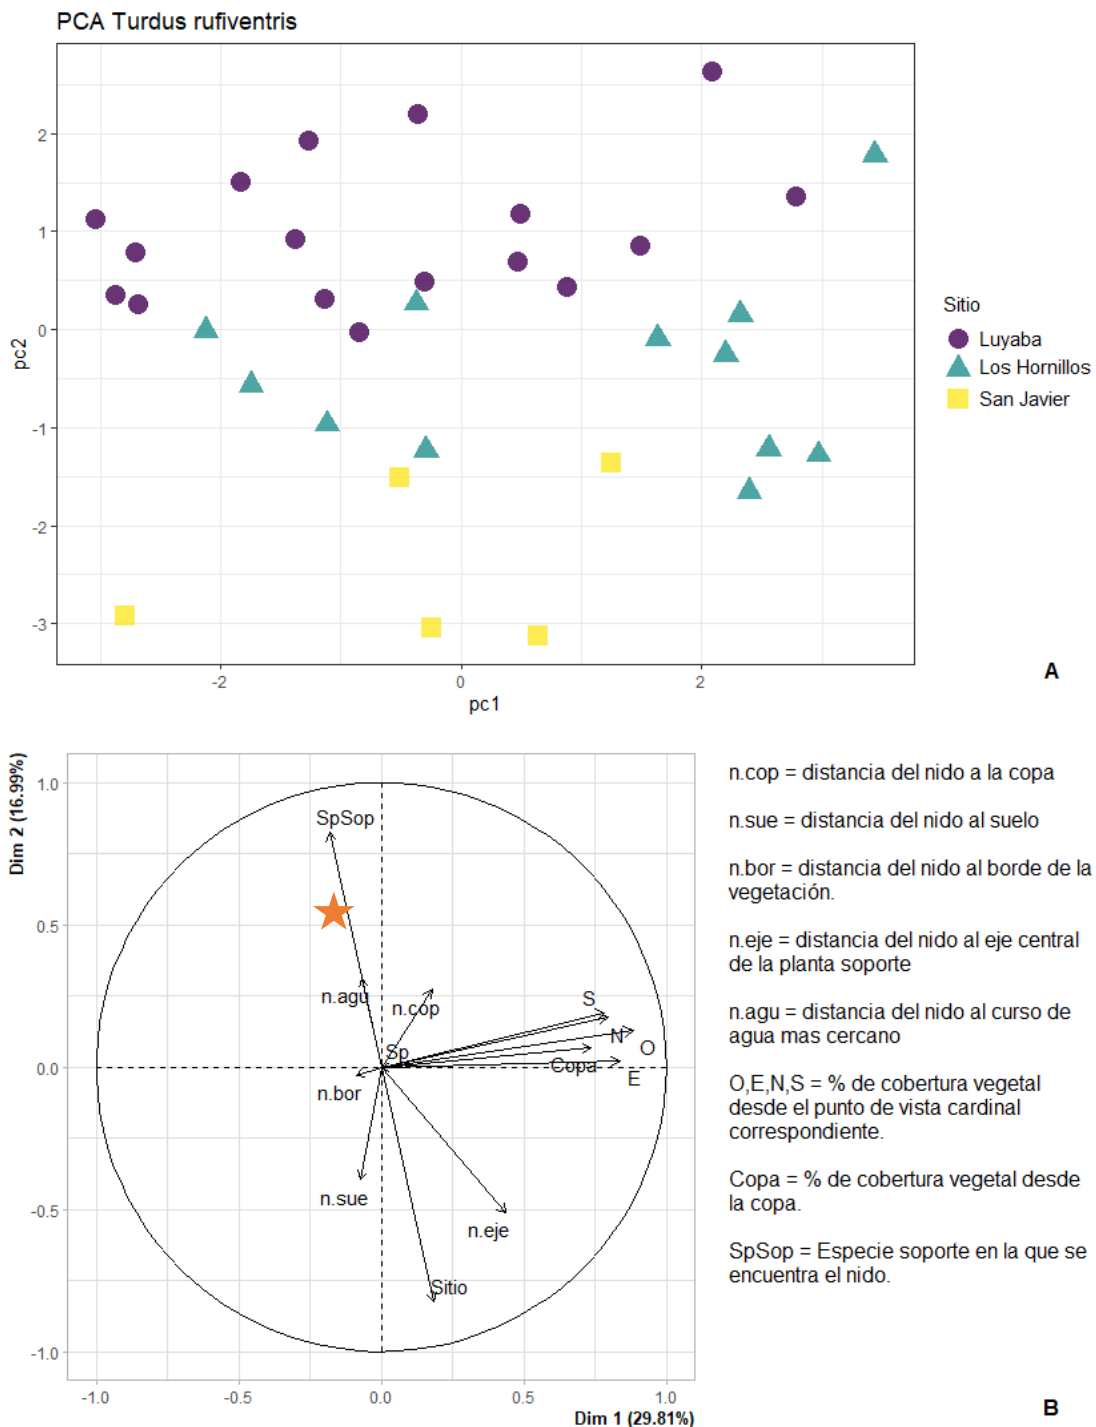 PCA Turdus rufiventris
2
1
0
-1
-2
-3
pc2
-2
0
2
pc1
Sitio
Luyaba
Los Hornillos
San Javier
A
Dim 2 (16.99%)
1.0
0.5
0.0
-0.5
-1.0
SpSop
n.agu
n.cop
S
N
O
Sp
Copa
E
n.bor
n.sue
n.eje
Sitio
-1.0
-0.5
0.0
0.5
1.0
Dim 1 (29.81%)
n.cop = distancia del nido a la copa
n.sue = distancia del nido al suelo
n.bor = distancia del nido al borde de la
vegetación.
n.eje = distancia del nido al eje central
de la planta soporte
n.agu = distancia del nido al curso de
agua mas cercano
O,E,N,S = % de cobertura vegetal
desde el punto de vista cardinal
correspondiente.
Copa = % de cobertura vegetal desde
la copa.
SpSop = Especie soporte en la que se
encuentra el nido.
B